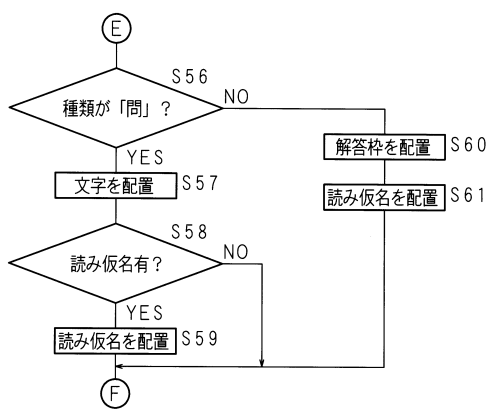 E
S56
種類が「問」?
NO
YES
解答枠を配置 S60
文字を配置 S57
読み仮名を配置 S61
S58
読み仮名有?
NO
YES
読み仮名を配置 S59
F